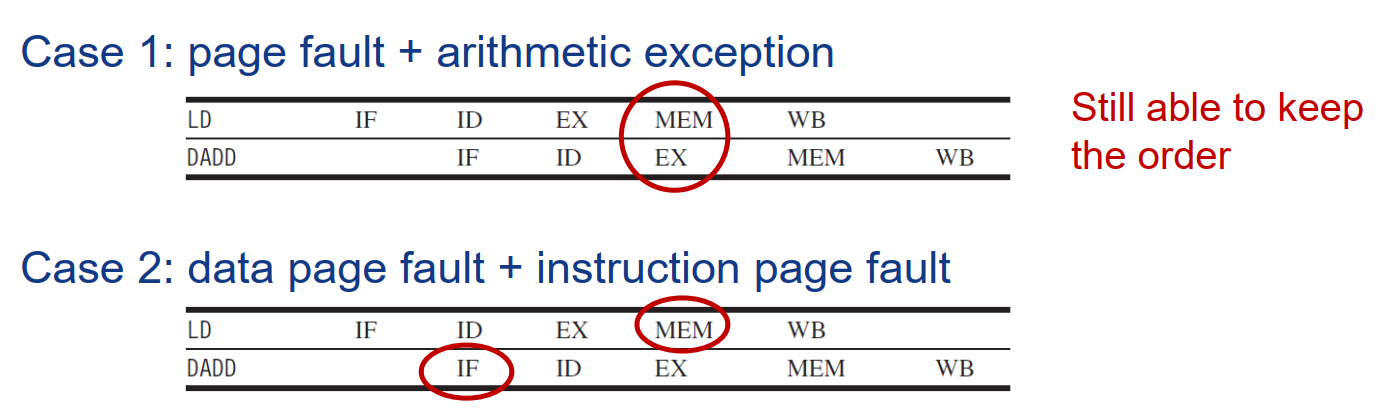 Case 1: page fault + arithmetic exception
LD IF ID EX MEM WB
DADD IF ID EX MEM WB
Still able to keep
the order
Case 2: data page fault + instruction page fault
LD IF ID EX MEM WB
DADD IF ID EX MEM WB